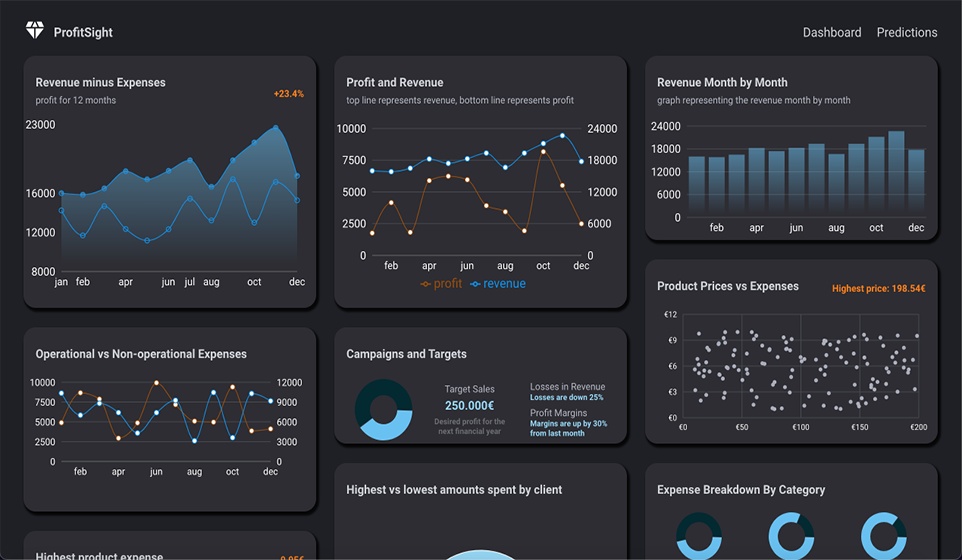 ProfitSight
Dashboard Predictions
Revenue minus Expenses
profit for 12 months
+23.4%
23000
16000
12000
8000
jan feb apr jun jul aug oct dec
Profit and Revenue
top line represents revenue, bottom line represents profit
10000 24000
7500 18000
5000 12000
2500 6000
0 0
feb apr jun aug oct dec
profit revenue
Revenue Month by Month
graph representing the revenue month by month
24000
18000
12000
6000
0
feb apr jun aug oct dec
Operational vs Non-operational Expenses
10000 12000
7500 9000
5000 6000
2500 3000
0 0
feb apr jun aug oct dec
Campaigns and Targets
Target Sales
250.000€
Desired profit for the
next financial year
Losses in Revenue
Losses are down 25%
Profit Margins
Margins are up by 30%
from last month
Product Prices vs Expenses
Highest price: 198.54€
€12
€9
€6
€3
€0
€0 €50 €100 €150 €200
Highest product expense
Highest vs lowest amounts spent by client
Expense Breakdown By Category